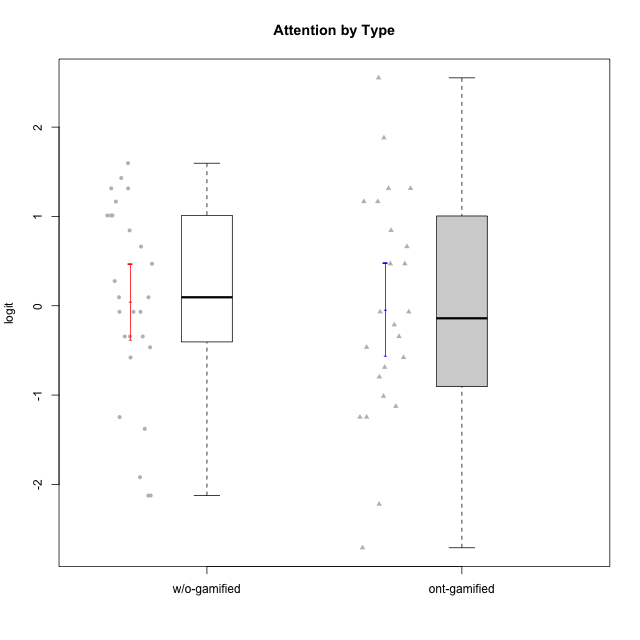 Attention by Type
logit
2
1
0
-1
-2
w/o-gamified
ont-gamified